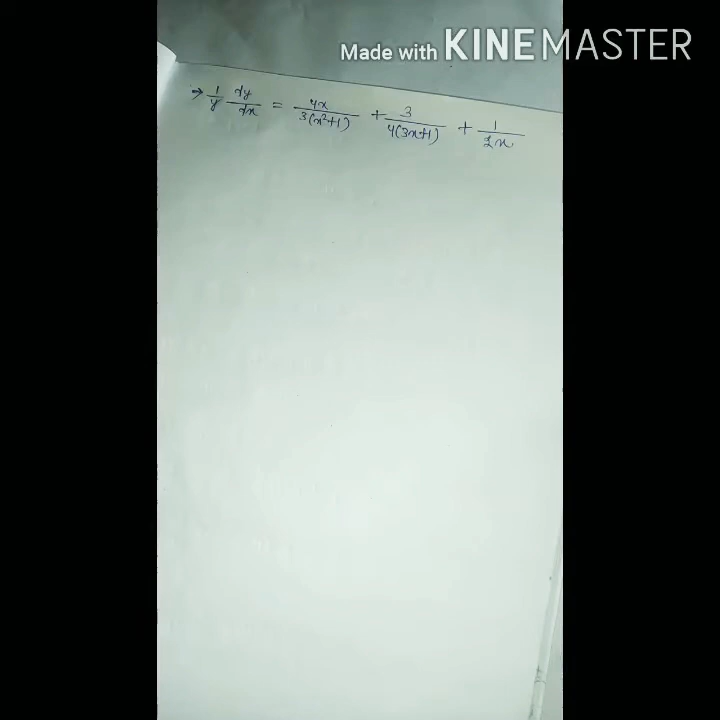 Made with KINEMASTER
→ 1/y dy/dx = 4x/3(x²+1) + 3/4(3x+1) + 1/2x